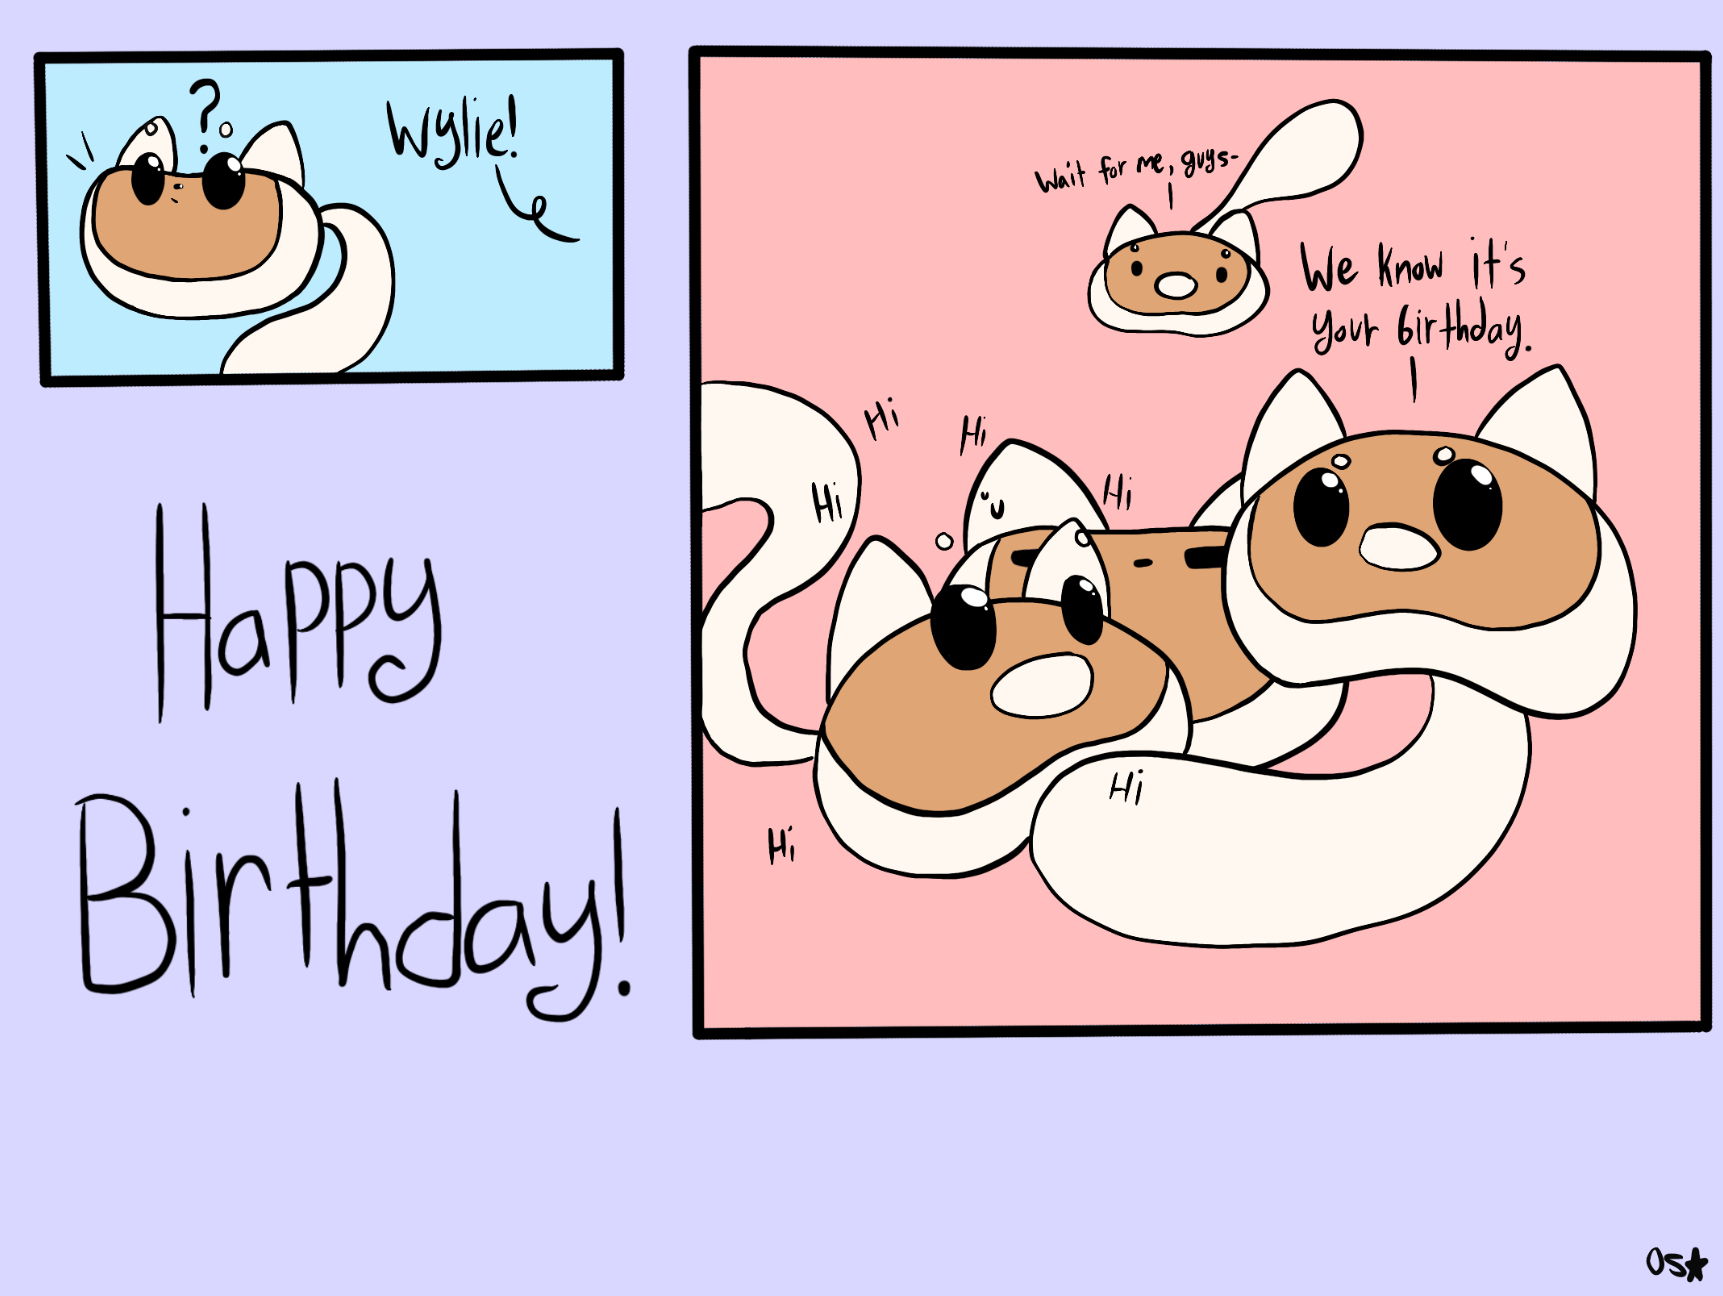 ?
Wylie!
Wait for me, guys-
We know it's
your birthday.
Hi
Hi
Hi
Hi
Hi
Hi
Happy
Birthday!
OS